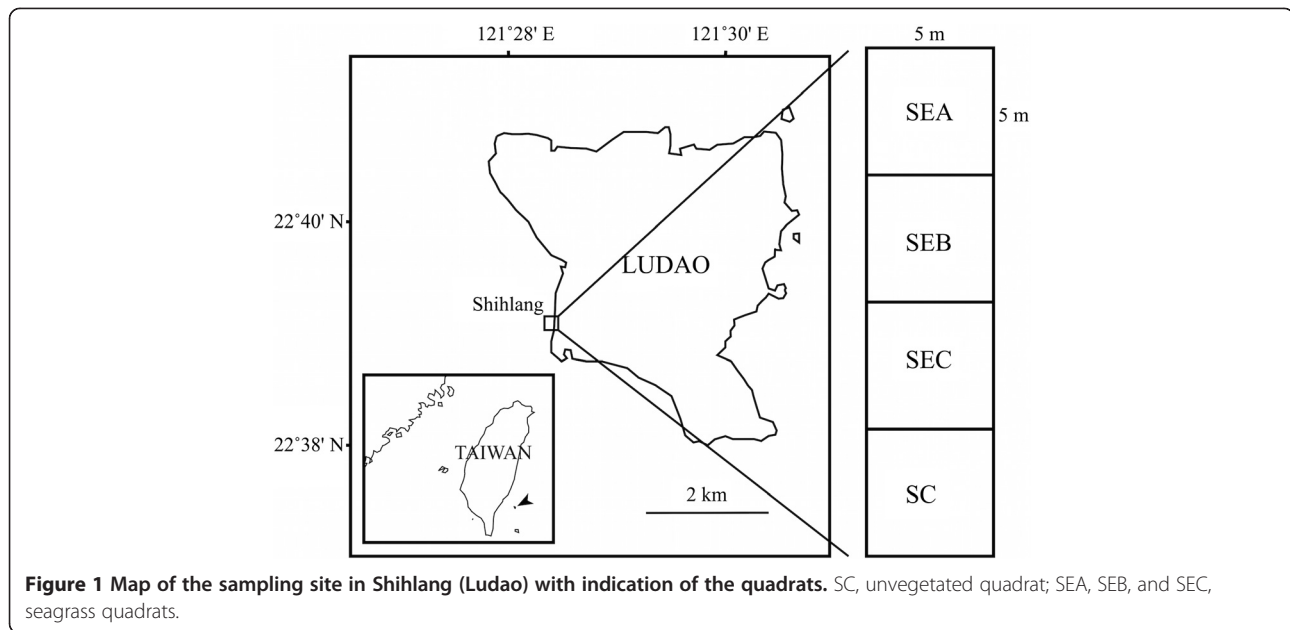 121°28' E
121°30' E
5 m
SEA
5 m
22°40' N
SEB
LUDAO
Shihlang
SEC
TAIWAN
22°38' N
2 km
SC
Figure 1 Map of the sampling site in Shihlang (Ludao) with indication of the quadrats. SC, unvegetated quadrat; SEA, SEB, and SEC,
seagrass quadrats.